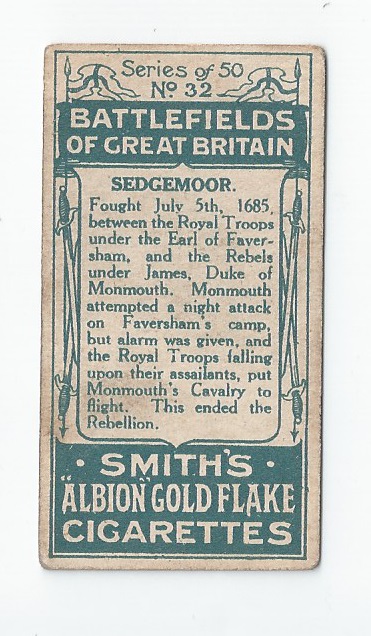 Series of 50
No 32
BATTLEFIELDS
OF GREAT BRITAIN
SEDGEMOOR.
Fought July 5th, 1685,
between the Royal Troops
under the Earl of Faver-
sham, and the Rebels
under James, Duke of
Monmouth. Monmouth
attempted a night attack
on Faversham's camp,
but alarm was given, and
the Royal Troops falling
upon their assailants, put
Monmouth's Cavalry to
flight. This ended the
Rebellion.
· SMITH'S ·
"ALBION" GOLD FLAKE
CIGARETTES